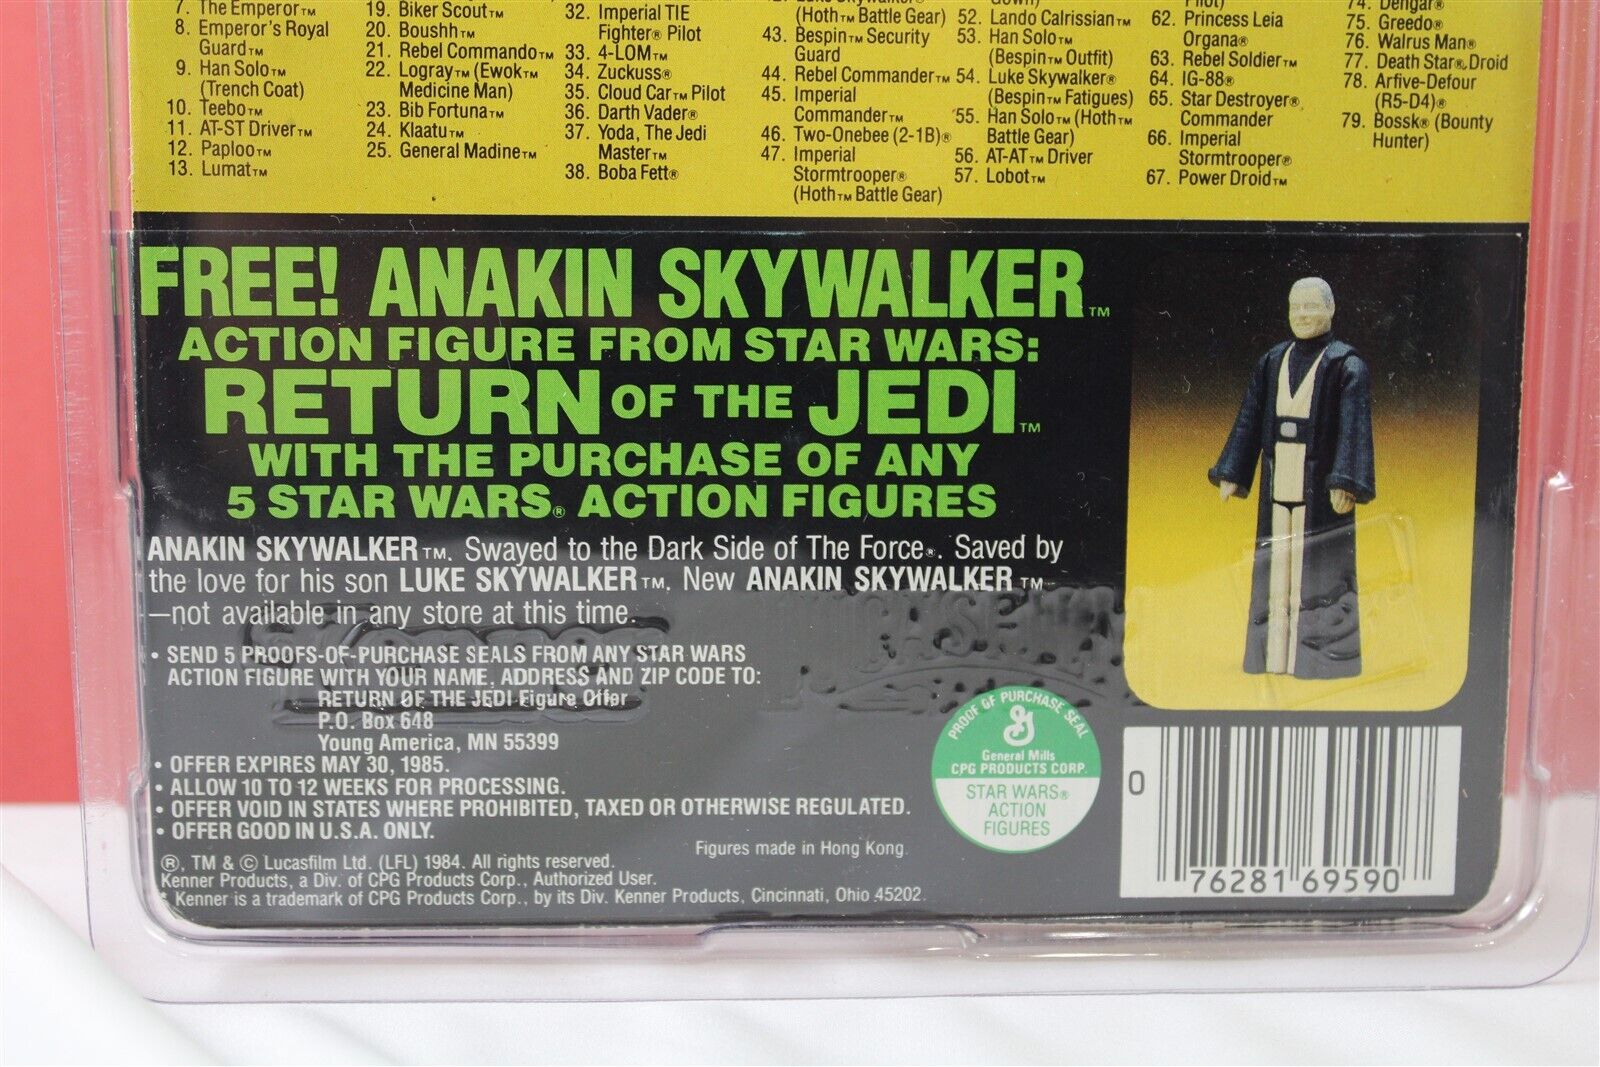 7. The Emperor™
8. Emperor's Royal
Guard™
9. Han Solo™
(Trench Coat)
10. Teebo™
11. AT-ST Driver™
12. Paploo™
13. Lumat™
19. Biker Scout™
20. Boushh™
21. Rebel Commando™
22. Logray™ (Ewok™
Medicine Man)
23. Bib Fortuna™
24. Klaatu™
25. General Madine™
32. Imperial TIE
Fighter® Pilot
33. 4-LOM™
34. Zuckuss®
35. Cloud Car™ Pilot
36. Darth Vader®
37. Yoda, The Jedi
Master™
38. Boba Fett®
(Hoth™ Battle Gear)
43. Bespin™ Security
Guard
44. Rebel Commander™
45. Imperial
Commander™
46. Two-Onebee (2-1B)®
47. Imperial
Stormtrooper®
(Hoth™ Battle Gear)
52. Lando Calrissian™
53. Han Solo™
(Bespin™ Outfit)
54. Luke Skywalker®
(Bespin™ Fatigues)
55. Han Solo™ (Hoth™
Battle Gear)
56. AT-AT™ Driver
57. Lobot™
62. Princess Leia
Organa®
63. Rebel Soldier™
64. IG-88®
65. Star Destroyer®
Commander
66. Imperial
Stormtrooper®
67. Power Droid™
74. Dengar®
75. Greedo®
76. Walrus Man®
77. Death Star® Droid
78. Arfive-Defour
(R5-D4)®
79. Bossk® (Bounty
Hunter)
FREE! ANAKIN SKYWALKER™
ACTION FIGURE FROM STAR WARS:
RETURN OF THE JEDI™
WITH THE PURCHASE OF ANY
5 STAR WARS® ACTION FIGURES
ANAKIN SKYWALKER™. Swayed to the Dark Side of The Force®. Saved by
the love for his son LUKE SKYWALKER™. New ANAKIN SKYWALKER™
—not available in any store at this time.
• SEND 5 PROOFS-OF-PURCHASE SEALS FROM ANY STAR WARS
ACTION FIGURE WITH YOUR NAME, ADDRESS AND ZIP CODE TO:
RETURN OF THE JEDI Figure Offer
P.O. Box 648
Young America, MN 55399
• OFFER EXPIRES MAY 30, 1985.
• ALLOW 10 TO 12 WEEKS FOR PROCESSING.
• OFFER VOID IN STATES WHERE PROHIBITED, TAXED OR OTHERWISE REGULATED.
• OFFER GOOD IN U.S.A. ONLY.
Figures made in Hong Kong.
®, TM & © Lucasfilm Ltd. (LFL) 1984. All rights reserved.
Kenner Products, a Div. of CPG Products Corp., Authorized User.
* Kenner is a trademark of CPG Products Corp., by its Div. Kenner Products, Cincinnati, Ohio 45202.
PROOF OF PURCHASE SEAL
General Mills
CPG PRODUCTS CORP.
STAR WARS®
ACTION
FIGURES
0 76281 69590